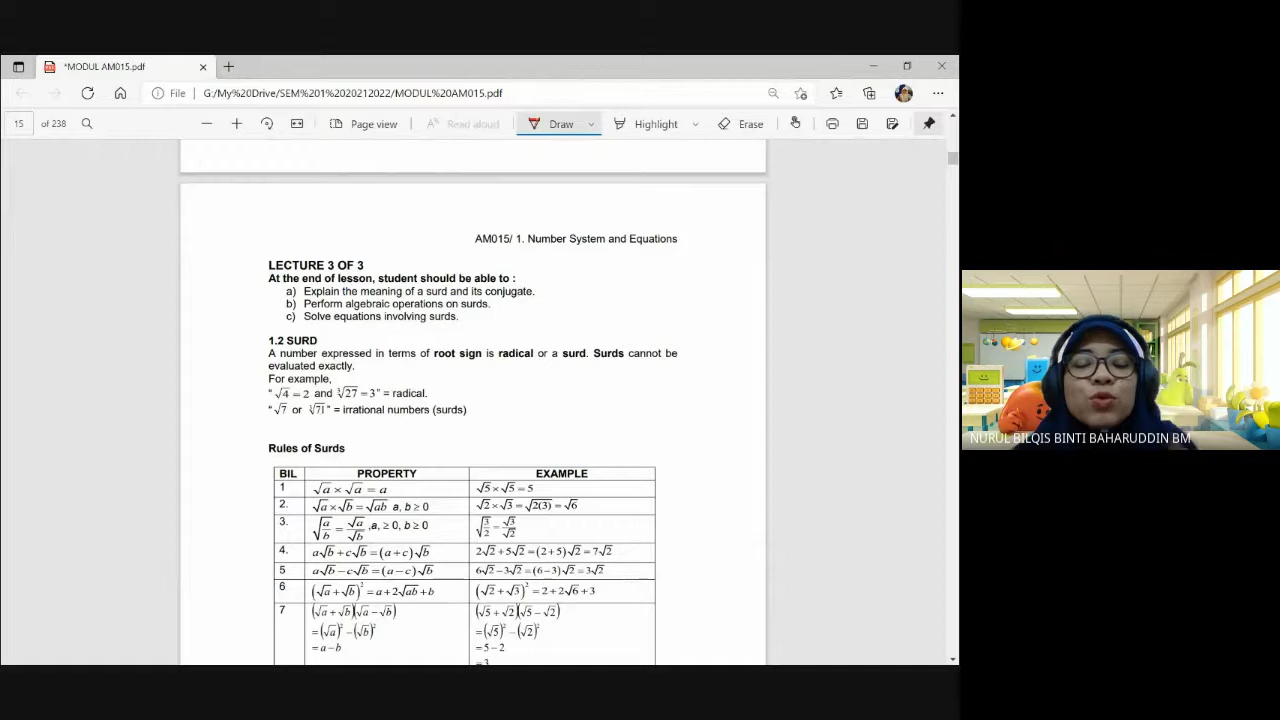 *MODUL AM015.pdf
File G:/My%20Drive/SEM%201%2020212022/MODUL%20AM015.pdf
15 of 238 Page view Read aloud Draw Highlight Erase
AM015/ 1. Number System and Equations
LECTURE 3 OF 3
At the end of lesson, student should be able to :
a) Explain the meaning of a surd and its conjugate.
b) Perform algebraic operations on surds.
c) Solve equations involving surds.
1.2 SURD
A number expressed in terms of root sign is radical or a surd. Surds cannot be
evaluated exactly.
For example,
" √4 = 2 and ∛27 = 3" = radical.
" √7 or ∛71 " = irrational numbers (surds)
Rules of Surds
BIL PROPERTY EXAMPLE
1 √a × √a = a √5 × √5 = 5
2. √a × √b = √ab a, b ≥ 0 √2 × √3 = √2(3) = √6
3. √(a/b) = √a/√b ,a, ≥ 0, b ≥ 0 √(3/2) = √3/√2
4. a√b + c√b = (a + c)√b 2√2 + 5√2 = (2 + 5)√2 = 7√2
5 a√b − c√b = (a − c)√b 6√2 − 3√2 = (6 − 3)√2 = 3√2
6 (√a + √b)² = a + 2√ab + b (√2 + √3)² = 2 + 2√6 + 3
7 (√a + √b)(√a − √b) (√5 + √2)(√5 − √2)
= (√a)² − (√b)² = (√5)² − (√2)²
= a − b = 5 − 2
= 3
NURUL BILQIS BINTI BAHARUDDIN BM